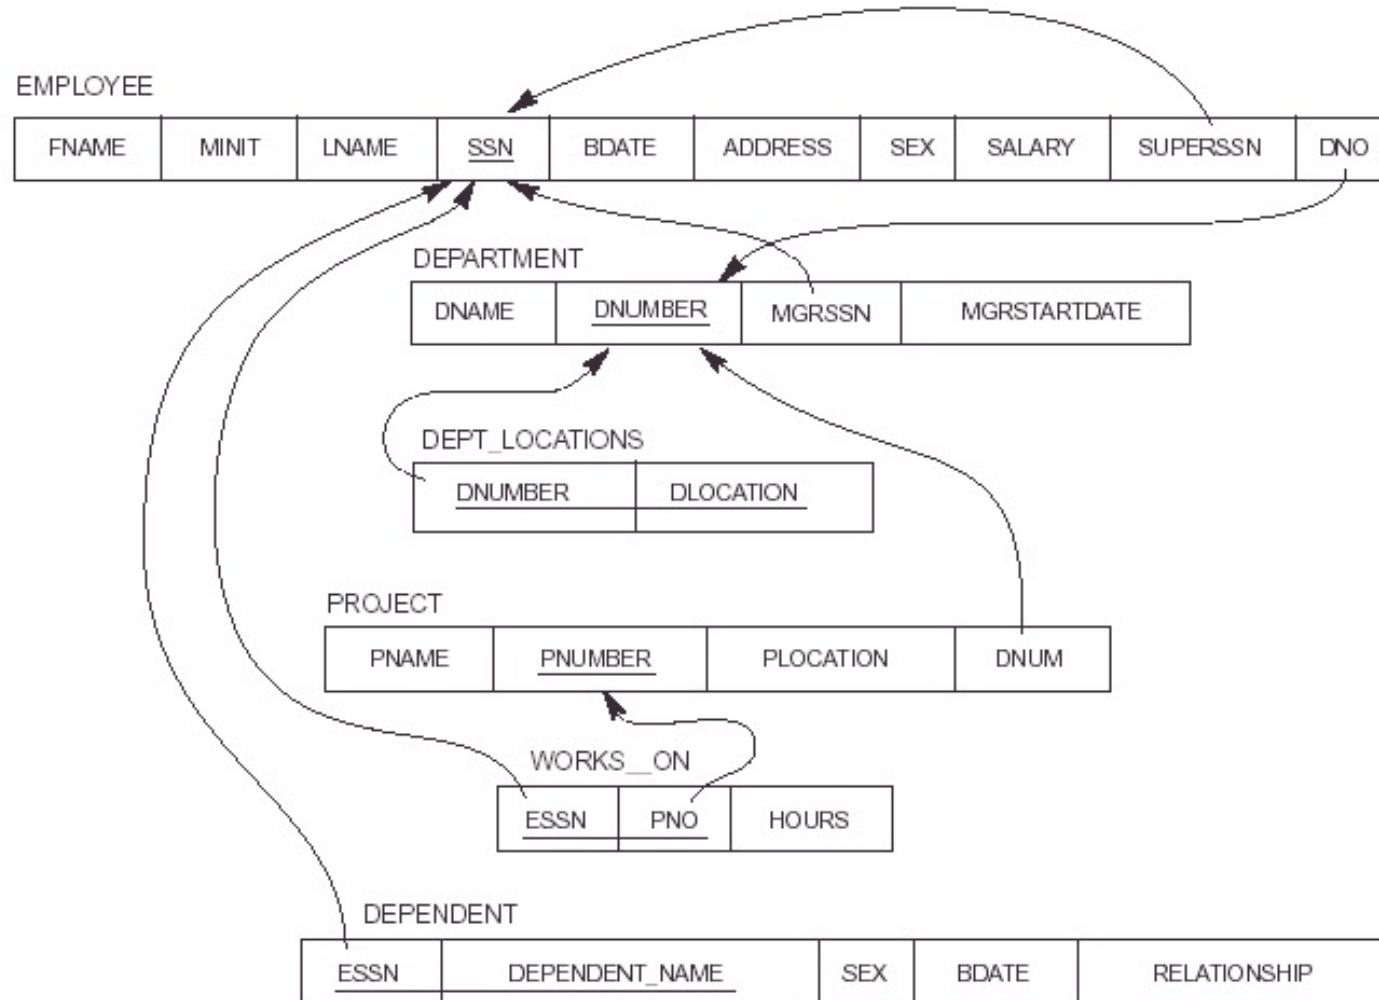 EMPLOYEE
FNAME MINIT LNAME SSN BDATE ADDRESS SEX SALARY SUPERSSN DNO
DEPARTMENT
DNAME DNUMBER MGRSSN MGRSTARTDATE
DEPT_LOCATIONS
DNUMBER DLOCATION
PROJECT
PNAME PNUMBER PLOCATION DNUM
WORKS__ON
ESSN PNO HOURS
DEPENDENT
ESSN DEPENDENT_NAME SEX BDATE RELATIONSHIP